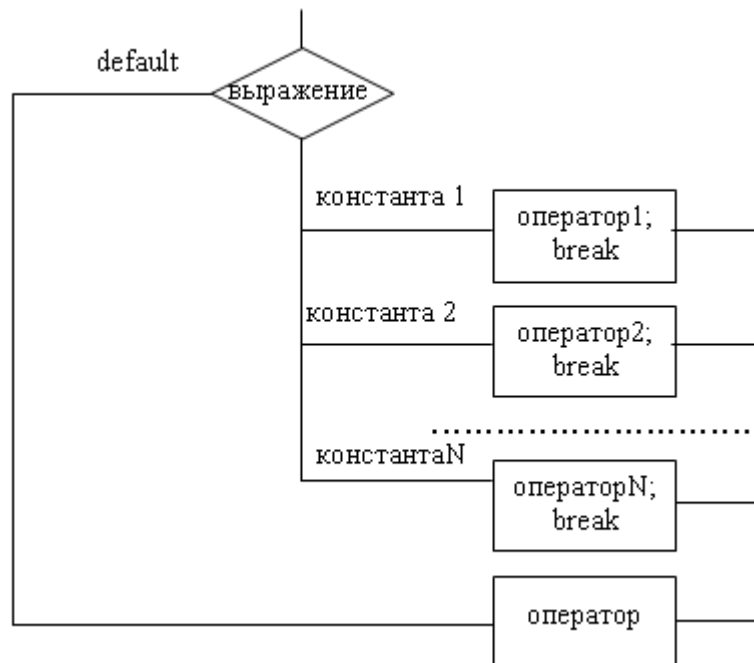 default
выражение
константа 1
оператор1;
break
константа 2
оператор2;
break
константаN
операторN;
break
оператор